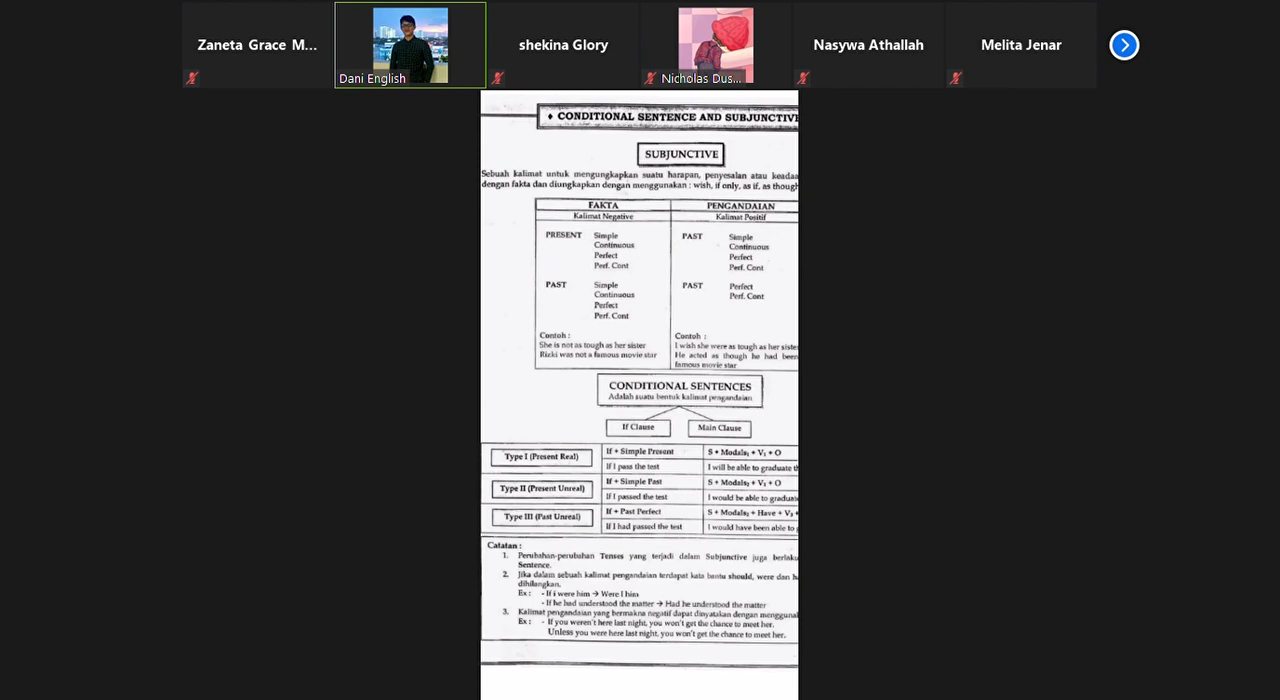 Zaneta Grace M...
Dani English
shekina Glory
Nicholas Dus...
Nasywa Athallah
Melita Jenar
♦ CONDITIONAL SENTENCE AND SUBJUNCTIVE
SUBJUNCTIVE
Sebuah kalimat untuk mengungkapkan suatu harapan, penyesalan atau keadaa
dengan fakta dan diungkapkan dengan menggunakan : wish, if only, as if, as though
FAKTA PENGANDAIAN
Kalimat Negative Kalimat Positif
PRESENT Simple PAST Simple
Continuous Continuous
Perfect Perfect
Perf. Cont Perf. Cont
PAST Simple PAST Perfect
Continuous Perf. Cont
Perfect
Perf. Cont
Contoh : Contoh :
She is not as tough as her sister I wish she were as tough as her siste
Rizki was not a famous movie star He acted as though he had been
famous movie star
CONDITIONAL SENTENCES
Adalah suatu bentuk kalimat pengandaian
If Clause Main Clause
Type I (Present Real) If + Simple Present S + Modals₁ + V₁ + O
If I pass the test I will be able to graduate th
Type II (Present Unreal) If + Simple Past S + Modals₂ + V₁ + O
If I passed the test I would be able to graduate
Type III (Past Unreal) If + Past Perfect S + Modals₂ + Have + V₃ +
If I had passed the test I would have been able to g
Catatan :
1. Perubahan-perubahan Tenses yang terjadi dalam Subjunctive juga berlaku
Sentence.
2. Jika dalam sebuah kalimat pengandaian terdapat kata bantu should, were dan ha
dihilangkan.
Ex : - If i were him → Were I him
- If he had understood the matter → Had he understood the matter
3. Kalimat pengandaian yang bermakna negatif dapat dinyatakan dengan menggunal
Ex : - If you weren't here last night, you won't get the chance to meet her.
Unless you were here last night, you won't get the chance to meet her.